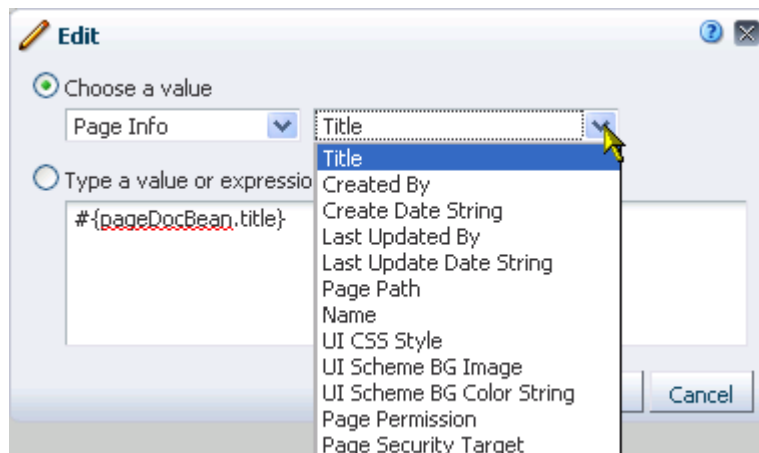 Edit
Choose a value
Page Info
Title
Title
Created By
Type a value or expressio
Create Date String
#{pageDocBean.title}
Last Updated By
Last Update Date String
Page Path
Name
UI CSS Style
UI Scheme BG Image
UI Scheme BG Color String
Cancel
Page Permission
Page Security Target